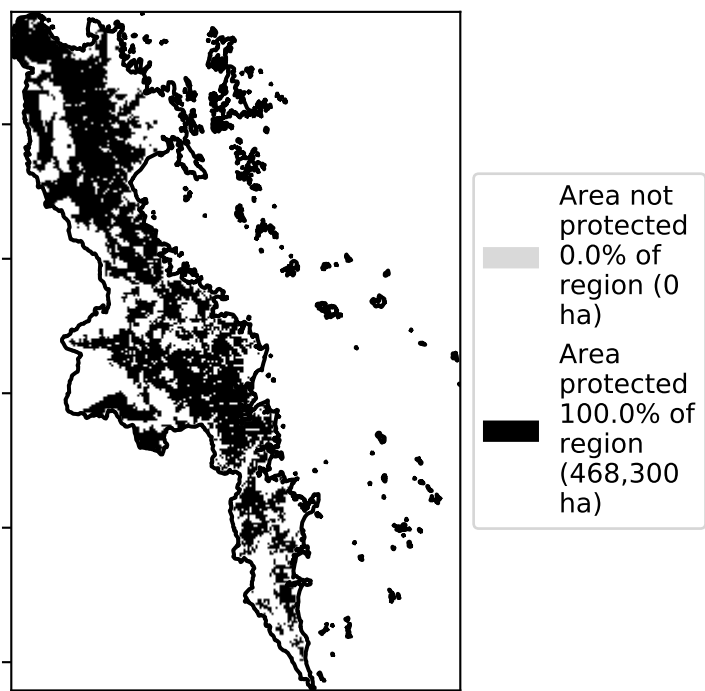 Area not
protected
0.0% of
region (0
ha)
Area
protected
100.0% of
region
(468,300
ha)